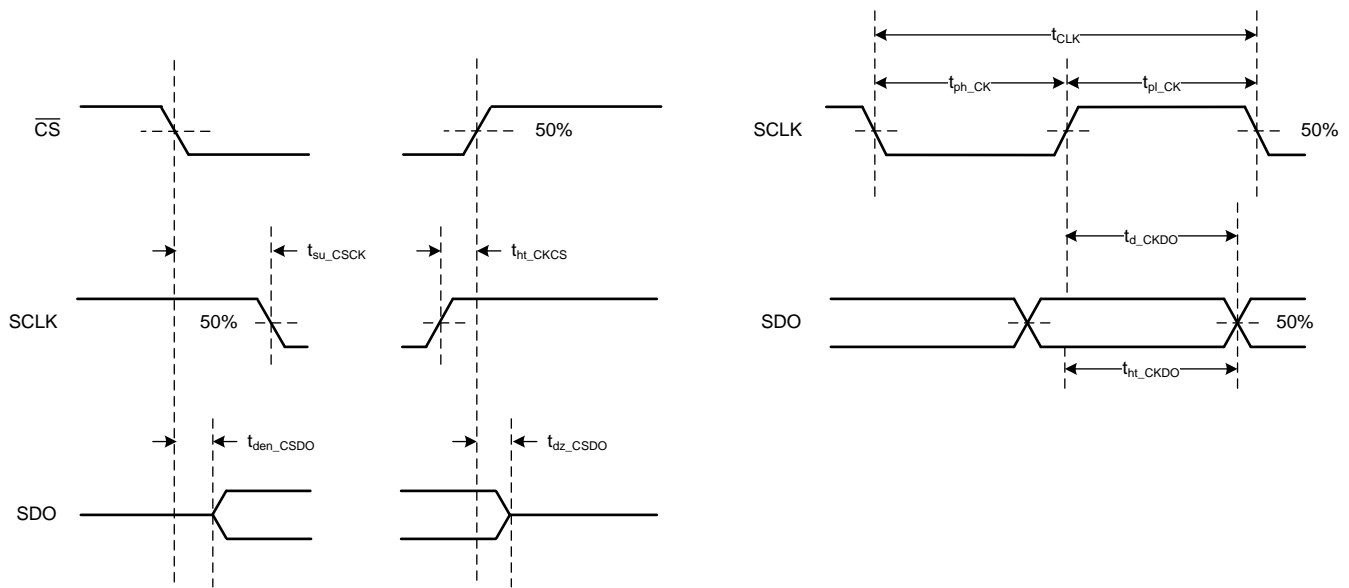 CS
50%
t_su_CSCK
t_ht_CKCS
SCLK
50%
t_den_CSDO
t_dz_CSDO
SDO
t_CLK
t_ph_CK
t_pl_CK
SCLK
50%
t_d_CKDO
SDO
50%
t_ht_CKDO